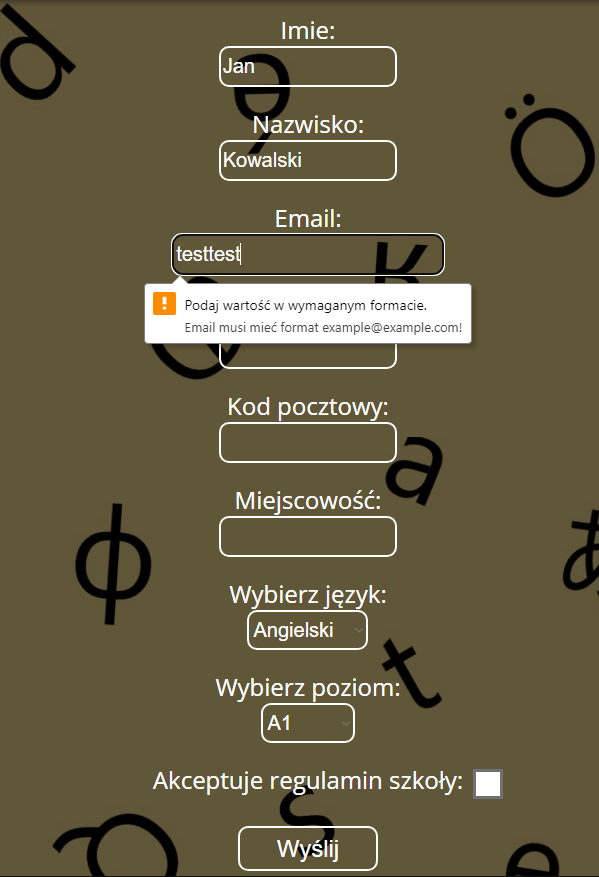 Imie:
Jan
Nazwisko:
Kowalski
Email:
testtest
Podaj wartość w wymaganym formacie.
Email musi mieć format example@example.com!
Kod pocztowy:
Miejscowość:
Wybierz język:
Angielski
Wybierz poziom:
A1
Akceptuje regulamin szkoły:
Wyślij